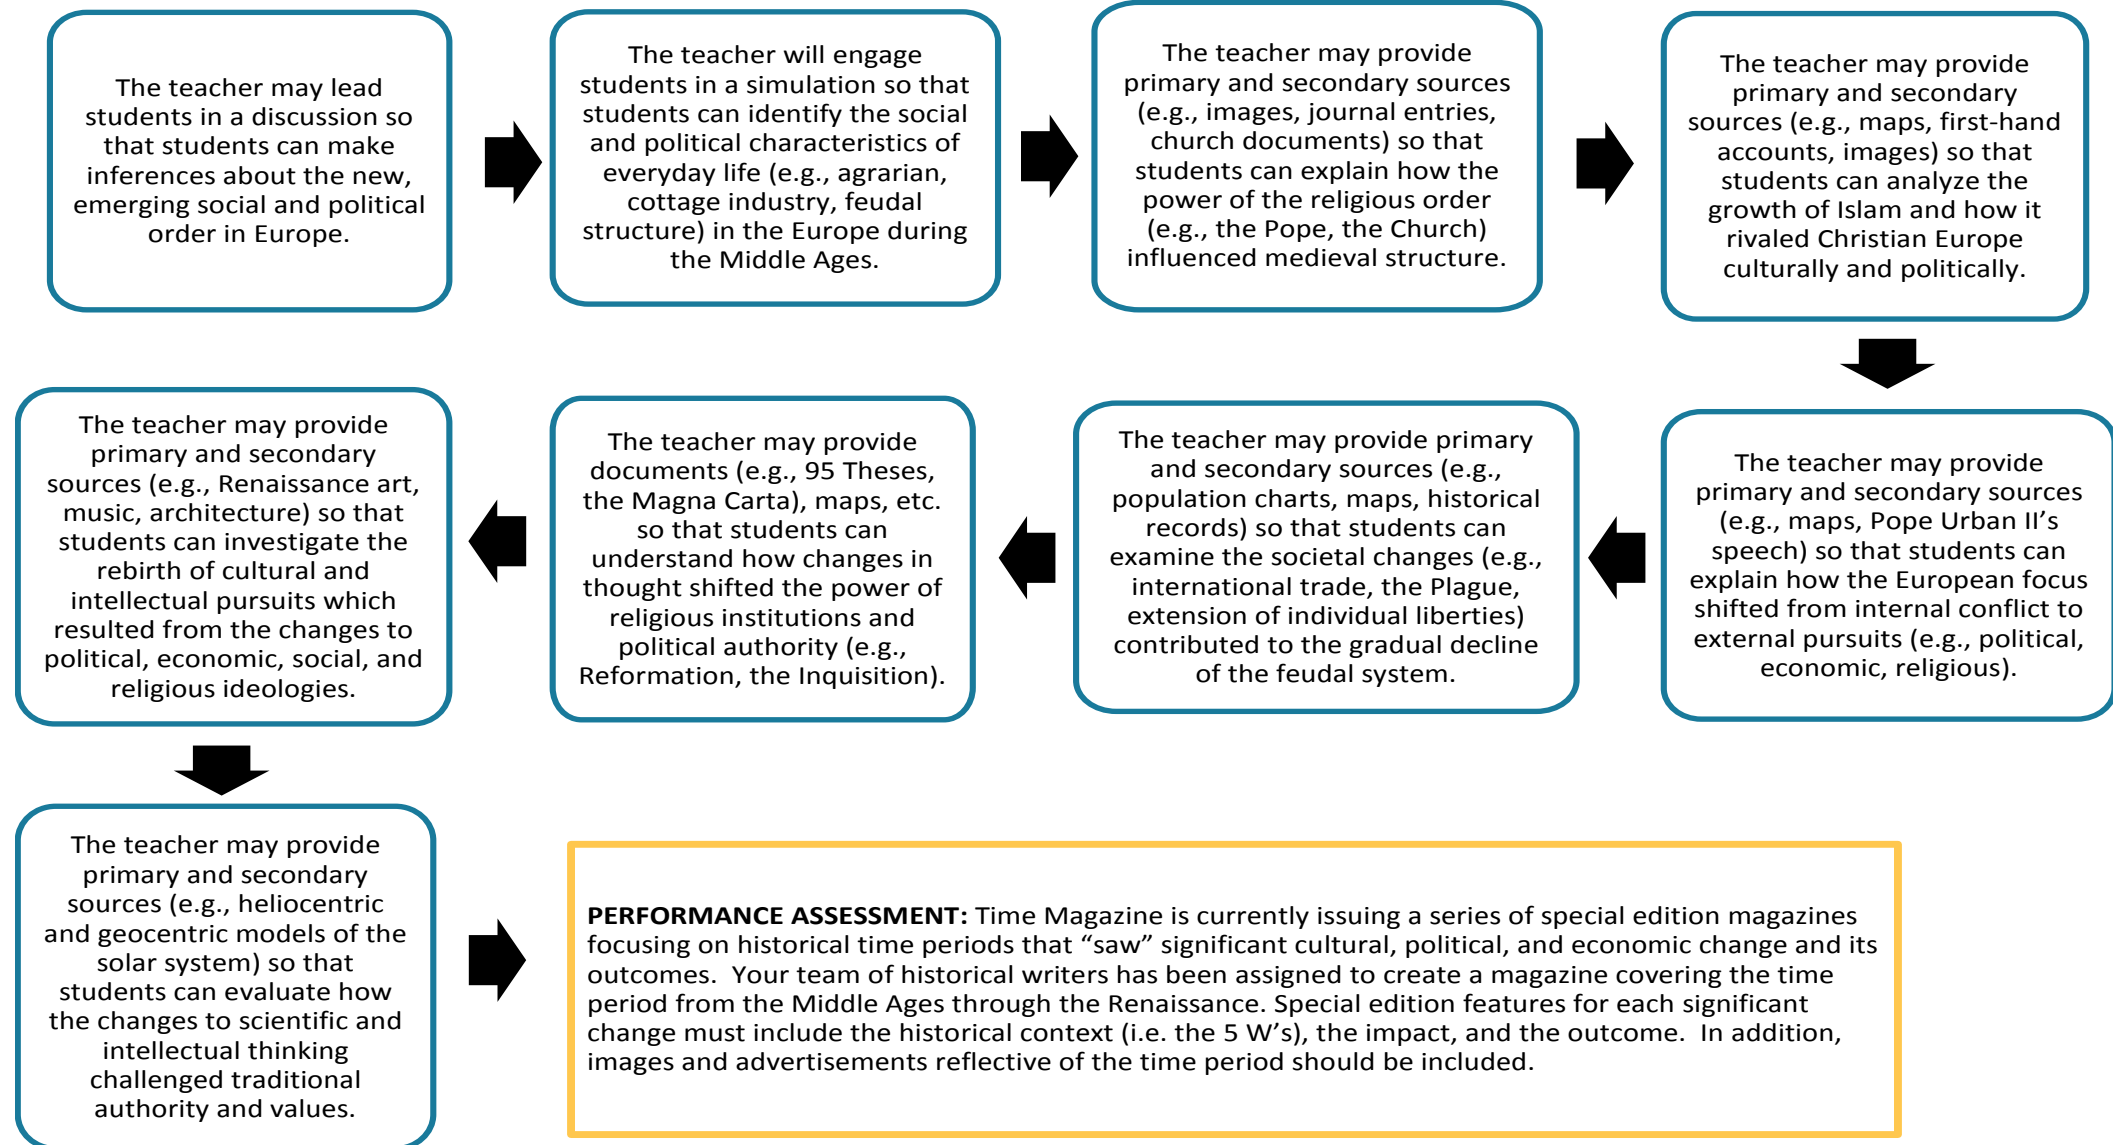 The teacher may lead
students in a discussion so
that students can make
inferences about the new,
emerging social and political
order in Europe.
The teacher will engage
students in a simulation so that
students can identify the social
and political characteristics of
everyday life (e.g., agrarian,
cottage industry, feudal
structure) in the Europe during
the Middle Ages.
The teacher may provide
primary and secondary sources
(e.g., images, journal entries,
church documents) so that
students can explain how the
power of the religious order
(e.g., the Pope, the Church)
influenced medieval structure.
The teacher may provide
primary and secondary
sources (e.g., maps, first-hand
accounts, images) so that
students can analyze the
growth of Islam and how it
rivaled Christian Europe
culturally and politically.
The teacher may provide
primary and secondary sources
(e.g., maps, Pope Urban II's
speech) so that students can
explain how the European focus
shifted from internal conflict to
external pursuits (e.g., political,
economic, religious).
The teacher may provide primary
and secondary sources (e.g.,
population charts, maps, historical
records) so that students can
examine the societal changes (e.g.,
international trade, the Plague,
extension of individual liberties)
contributed to the gradual decline
of the feudal system.
The teacher may provide
documents (e.g., 95 Theses,
the Magna Carta), maps, etc.
so that students can
understand how changes in
thought shifted the power of
religious institutions and
political authority (e.g.,
Reformation, the Inquisition).
The teacher may provide
primary and secondary
sources (e.g., Renaissance art,
music, architecture) so that
students can investigate the
rebirth of cultural and
intellectual pursuits which
resulted from the changes to
political, economic, social, and
religious ideologies.
The teacher may provide
primary and secondary
sources (e.g., heliocentric
and geocentric models of the
solar system) so that
students can evaluate how
the changes to scientific and
intellectual thinking
challenged traditional
authority and values.
PERFORMANCE ASSESSMENT: Time Magazine is currently issuing a series of special edition magazines
focusing on historical time periods that “saw” significant cultural, political, and economic change and its
outcomes.  Your team of historical writers has been assigned to create a magazine covering the time
period from the Middle Ages through the Renaissance. Special edition features for each significant
change must include the historical context (i.e. the 5 W's), the impact, and the outcome.  In addition,
images and advertisements reflective of the time period should be included.